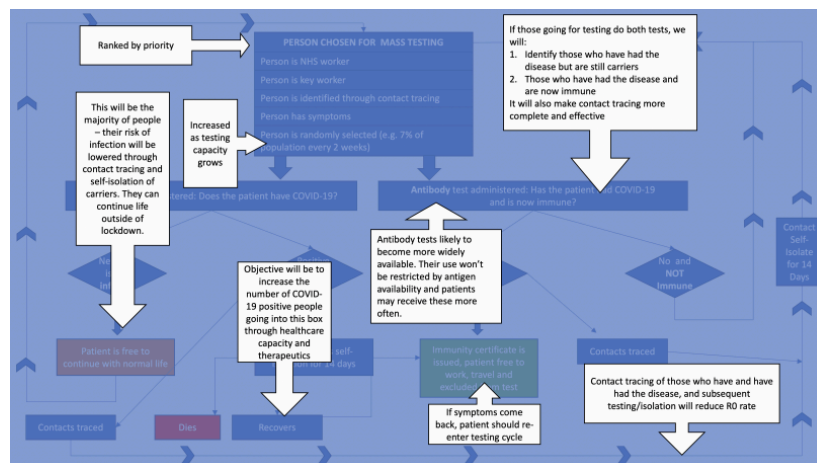 Ranked by priority
PERSON CHOSEN FOR MASS TESTING
Person is NHS worker
Person is key worker
Person is identified through contact tracing
Person has symptoms
Person is randomly selected (e.g. 7% of
population every 2 weeks)
If those going for testing do both tests, we
will:
1. Identify those who have had the
disease but are still carriers
2. Those who have had the disease and
are now immune
It will also make contact tracing more
complete and effective
This will be the
majority of people
– their risk of
infection will be
lowered through
contact tracing and
self-isolation of
carriers. They can
continue life
outside of
lockdown.
Increased
as testing
capacity
grows
: Does the patient have COVID-19?
Antibody test administered: Has the patient had COVID-19
and is now immune?
Antibody tests likely to
become more widely
available. Their use won't
be restricted by antigen
availability and patients
may receive these more
often.
Objective will be to
increase the
number of COVID-
19 positive people
going into this box
through healthcare
capacity and
therapeutics
No and
NOT
Immune
Contact
Self-
Isolate
for 14
Days
Patient is free to
continue with normal life
self-
for 14 days
Immunity certificate is
issued, patient free to
work, travel and
excluded from test
Contacts traced
Contact tracing of those who have and have
had the disease, and subsequent
testing/isolation will reduce R0 rate
If symptoms come
back, patient should re-
enter testing cycle
Contacts traced
Dies
Recovers